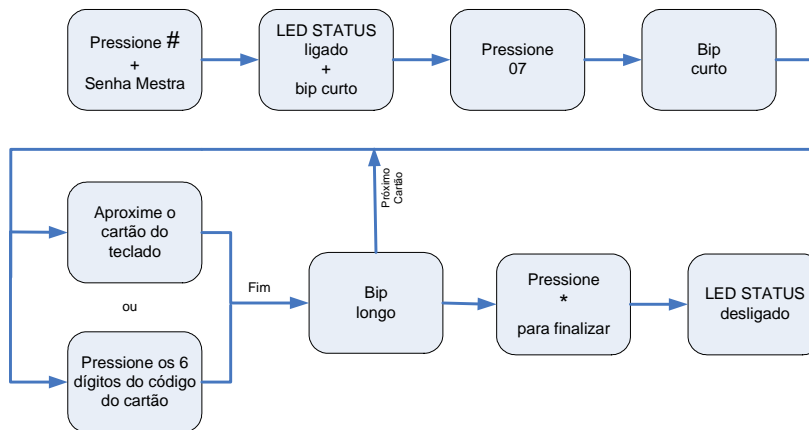 Pressione #
+
Senha Mestra
LED STATUS
ligado
+
bip curto
Pressione
07
Bip
curto
Próximo
Cartão
Aproxime o
cartão do
teclado
ou
Pressione os 6
dígitos do código
do cartão
Fim
Bip
longo
Pressione
*
para finalizar
LED STATUS
desligado